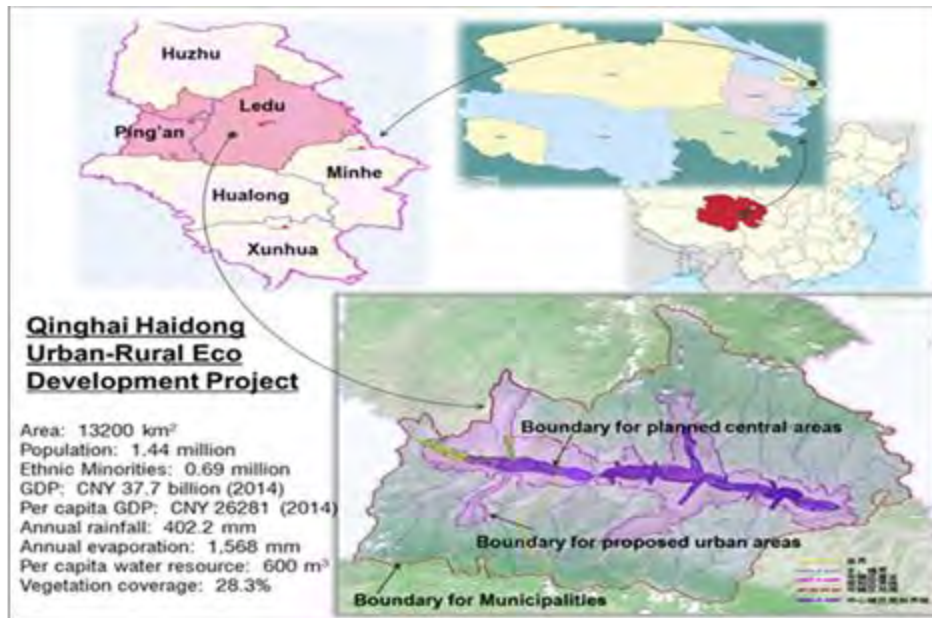 Huzhu
Ledu
Ping'an
Minhe
Hualong
Xunhua
Qinghai Haidong
Urban-Rural Eco
Development Project
Area: 13200 km²
Population: 1.44 million
Ethnic Minorities: 0.69 million
GDP: CNY 37.7 billion (2014)
Per capita GDP: CNY 26281 (2014)
Annual rainfall: 402.2 mm
Annual evaporation: 1,568 mm
Per capita water resource: 600 m³
Vegetation coverage: 28.3%
Boundary for planned central areas
Boundary for proposed urban areas
Boundary for Municipalities